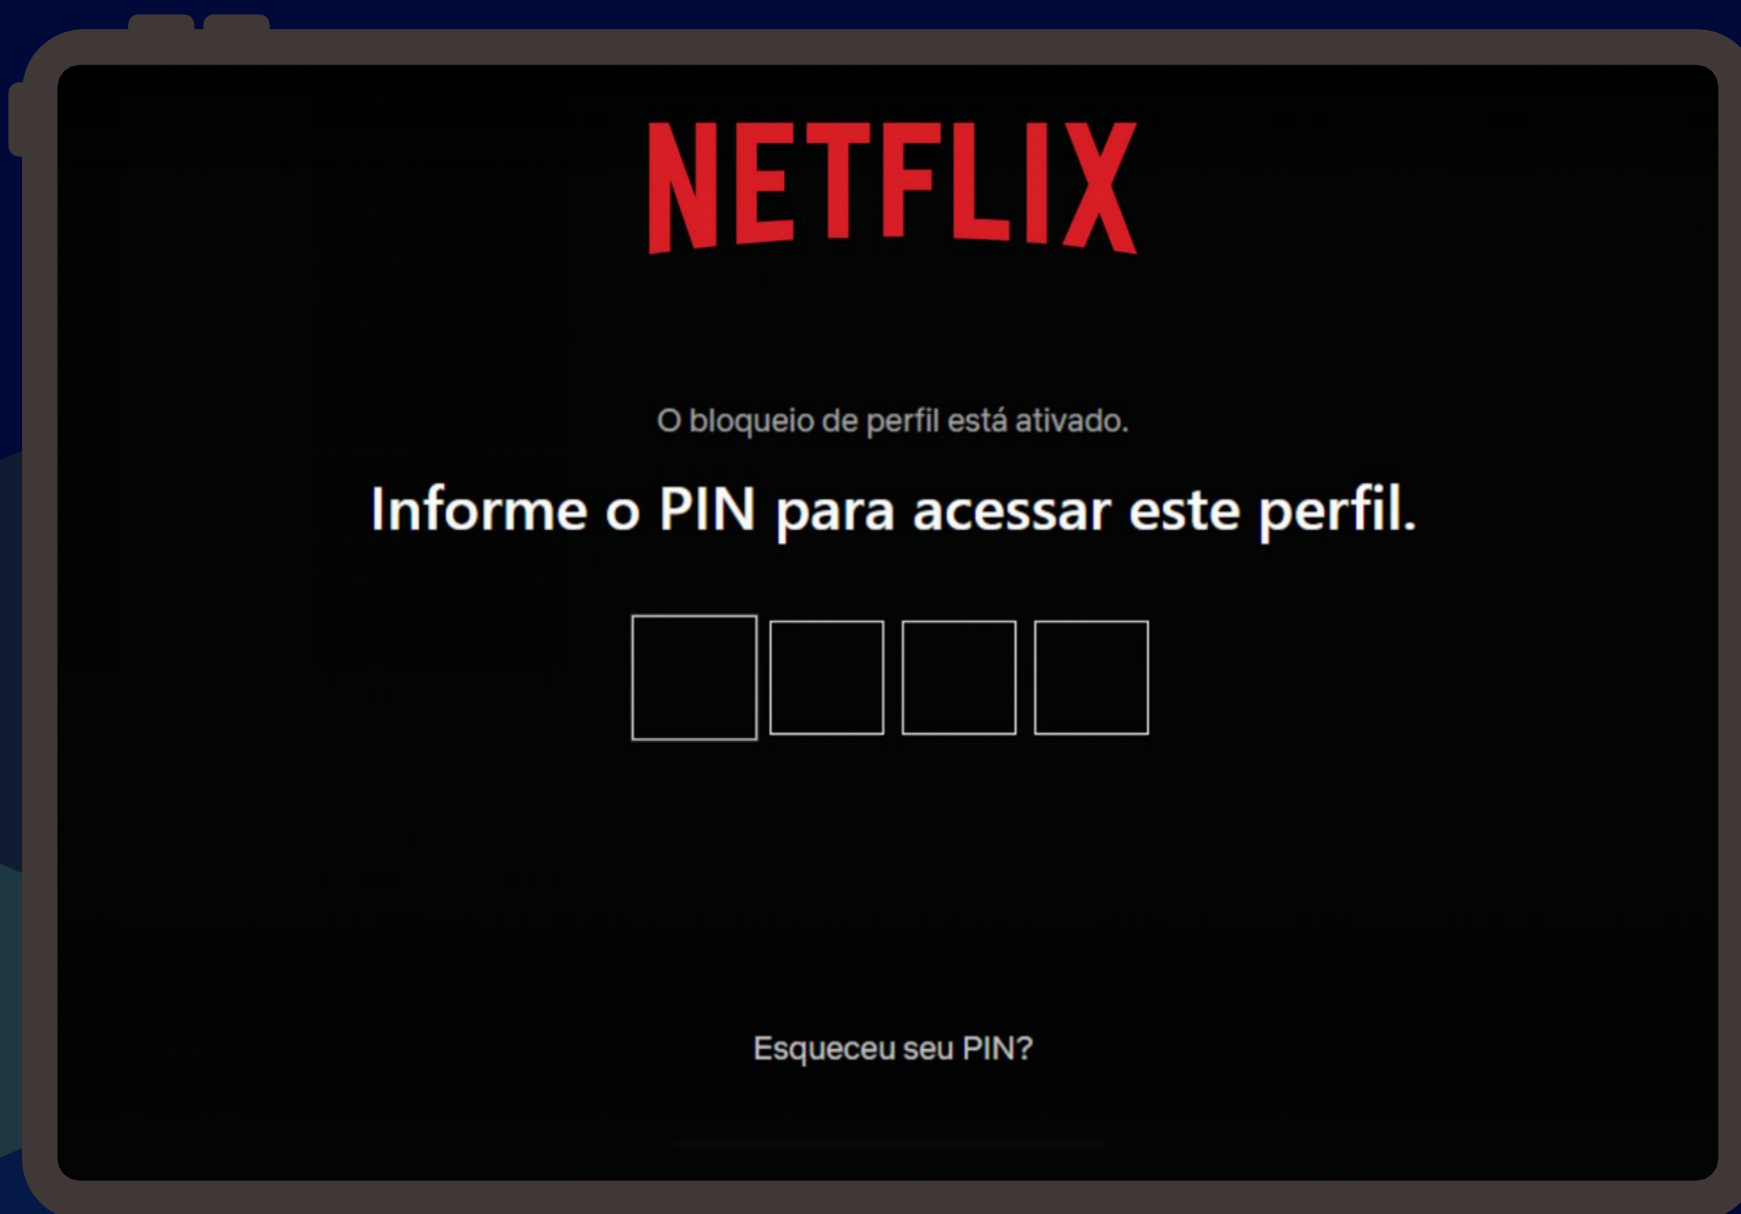 NETFLIX
O bloqueio de perfil está ativado.
Informe o PIN para acessar este perfil.
Esqueceu seu PIN?